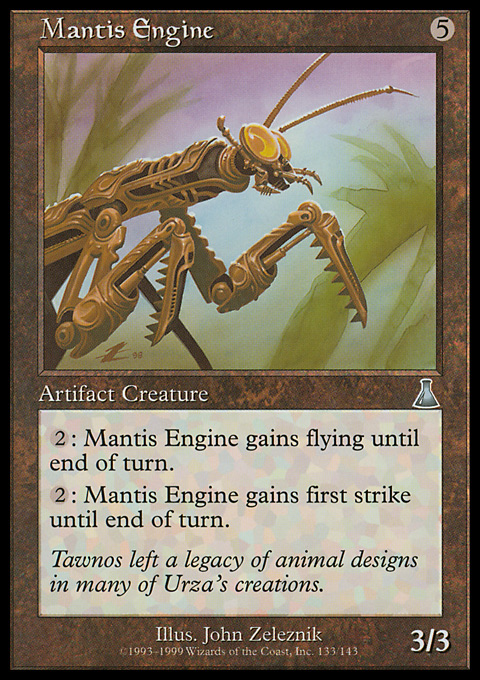 Mantis Engine 5
Artifact Creature
2: Mantis Engine gains flying until
end of turn.
2: Mantis Engine gains first strike
until end of turn.
Tawnos left a legacy of animal designs
in many of Urza's creations.
Illus. John Zeleznik
©1993–1999 Wizards of the Coast, Inc. 133/143
3/3